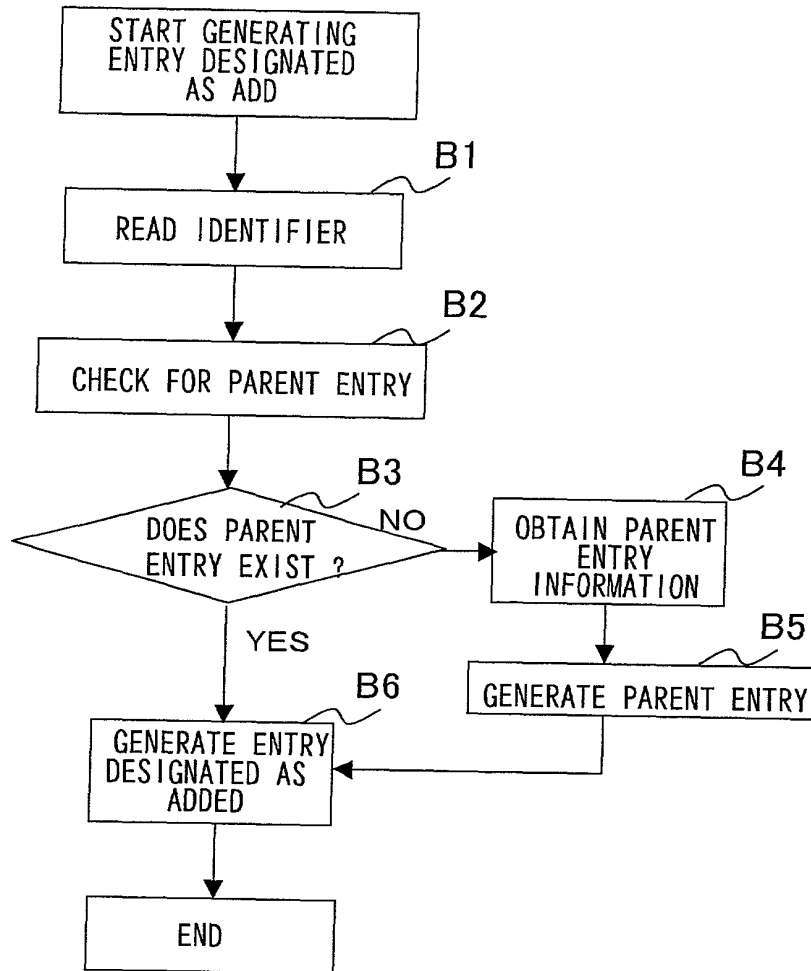 START GENERATING
ENTRY DESIGNATED
AS ADD
B1
READ IDENTIFIER
B2
CHECK FOR PARENT ENTRY
B3
DOES PARENT
ENTRY EXIST ?
NO
B4
OBTAIN PARENT
ENTRY
INFORMATION
YES
B5
GENERATE PARENT ENTRY
B6
GENERATE ENTRY
DESIGNATED AS
ADDED
END